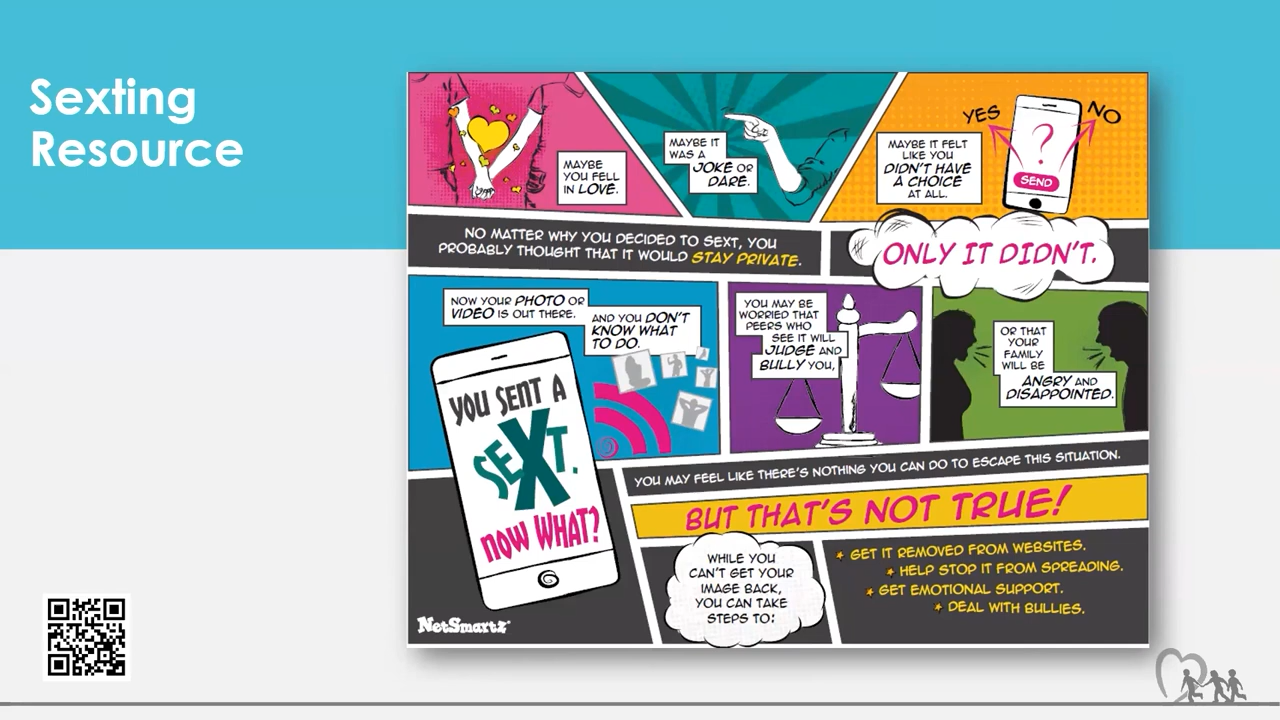 Sexting
Resource
MAYBE
YOU FELL
IN LOVE.
MAYBE IT
WAS A
JOKE OR
DARE.
MAYBE IT FELT
LIKE YOU
DIDN'T HAVE
A CHOICE
AT ALL.
YES
NO
?
SEND
NO MATTER WHY YOU DECIDED TO SEXT, YOU
PROBABLY THOUGHT THAT IT WOULD STAY PRIVATE.
ONLY IT DIDN'T.
NOW YOUR PHOTO OR
VIDEO IS OUT THERE.
AND YOU DON'T
KNOW WHAT
TO DO.
YOU MAY BE
WORRIED THAT
PEERS WHO
SEE IT WILL
JUDGE AND
BULLY YOU,
OR THAT
YOUR
FAMILY
WILL BE
ANGRY AND
DISAPPOINTED.
YOU SENT A
SEXT.
NOW WHAT?
YOU MAY FEEL LIKE THERE'S NOTHING YOU CAN DO TO ESCAPE THIS SITUATION.
BUT THAT'S NOT TRUE!
WHILE YOU
CAN'T GET YOUR
IMAGE BACK,
YOU CAN TAKE
STEPS TO:
GET IT REMOVED FROM WEBSITES.
HELP STOP IT FROM SPREADING.
GET EMOTIONAL SUPPORT.
DEAL WITH BULLIES.
NetSmartz®